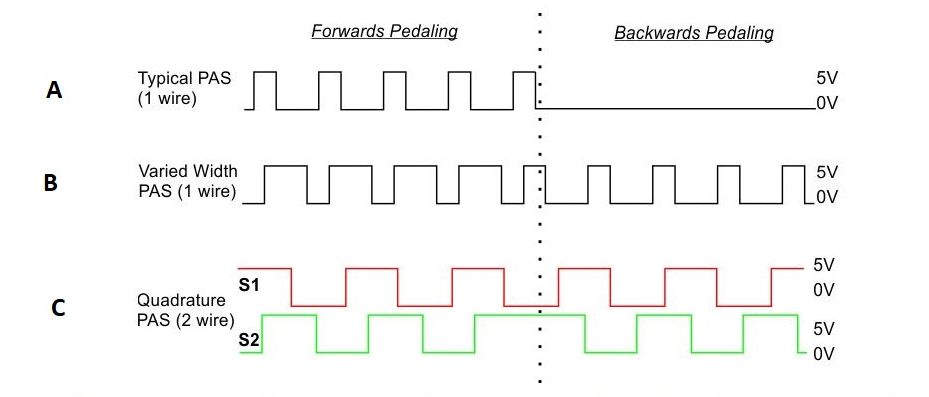 Forwards Pedaling
Backwards Pedaling
A
Typical PAS
(1 wire)
5V
0V
B
Varied Width
PAS (1 wire)
5V
0V
C
S1
Quadrature
PAS (2 wire)
S2
5V
0V
5V
0V